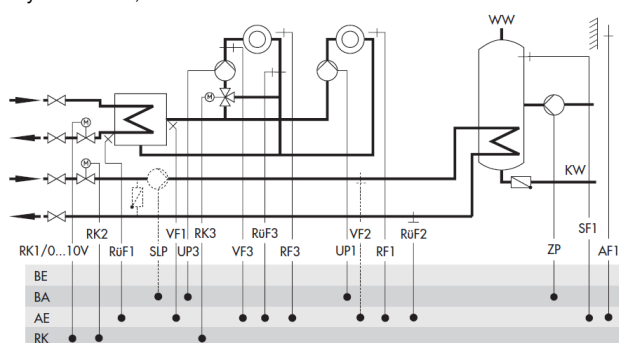 WW
M
M
M
KW
RK2 VF1 RK3 RüF3 VF2 RüF2 SF1
RK1/0...10V RüF1 SLP UP3 VF3 RF3 UP1 RF1 ZP AF1
BE
BA
AE
RK